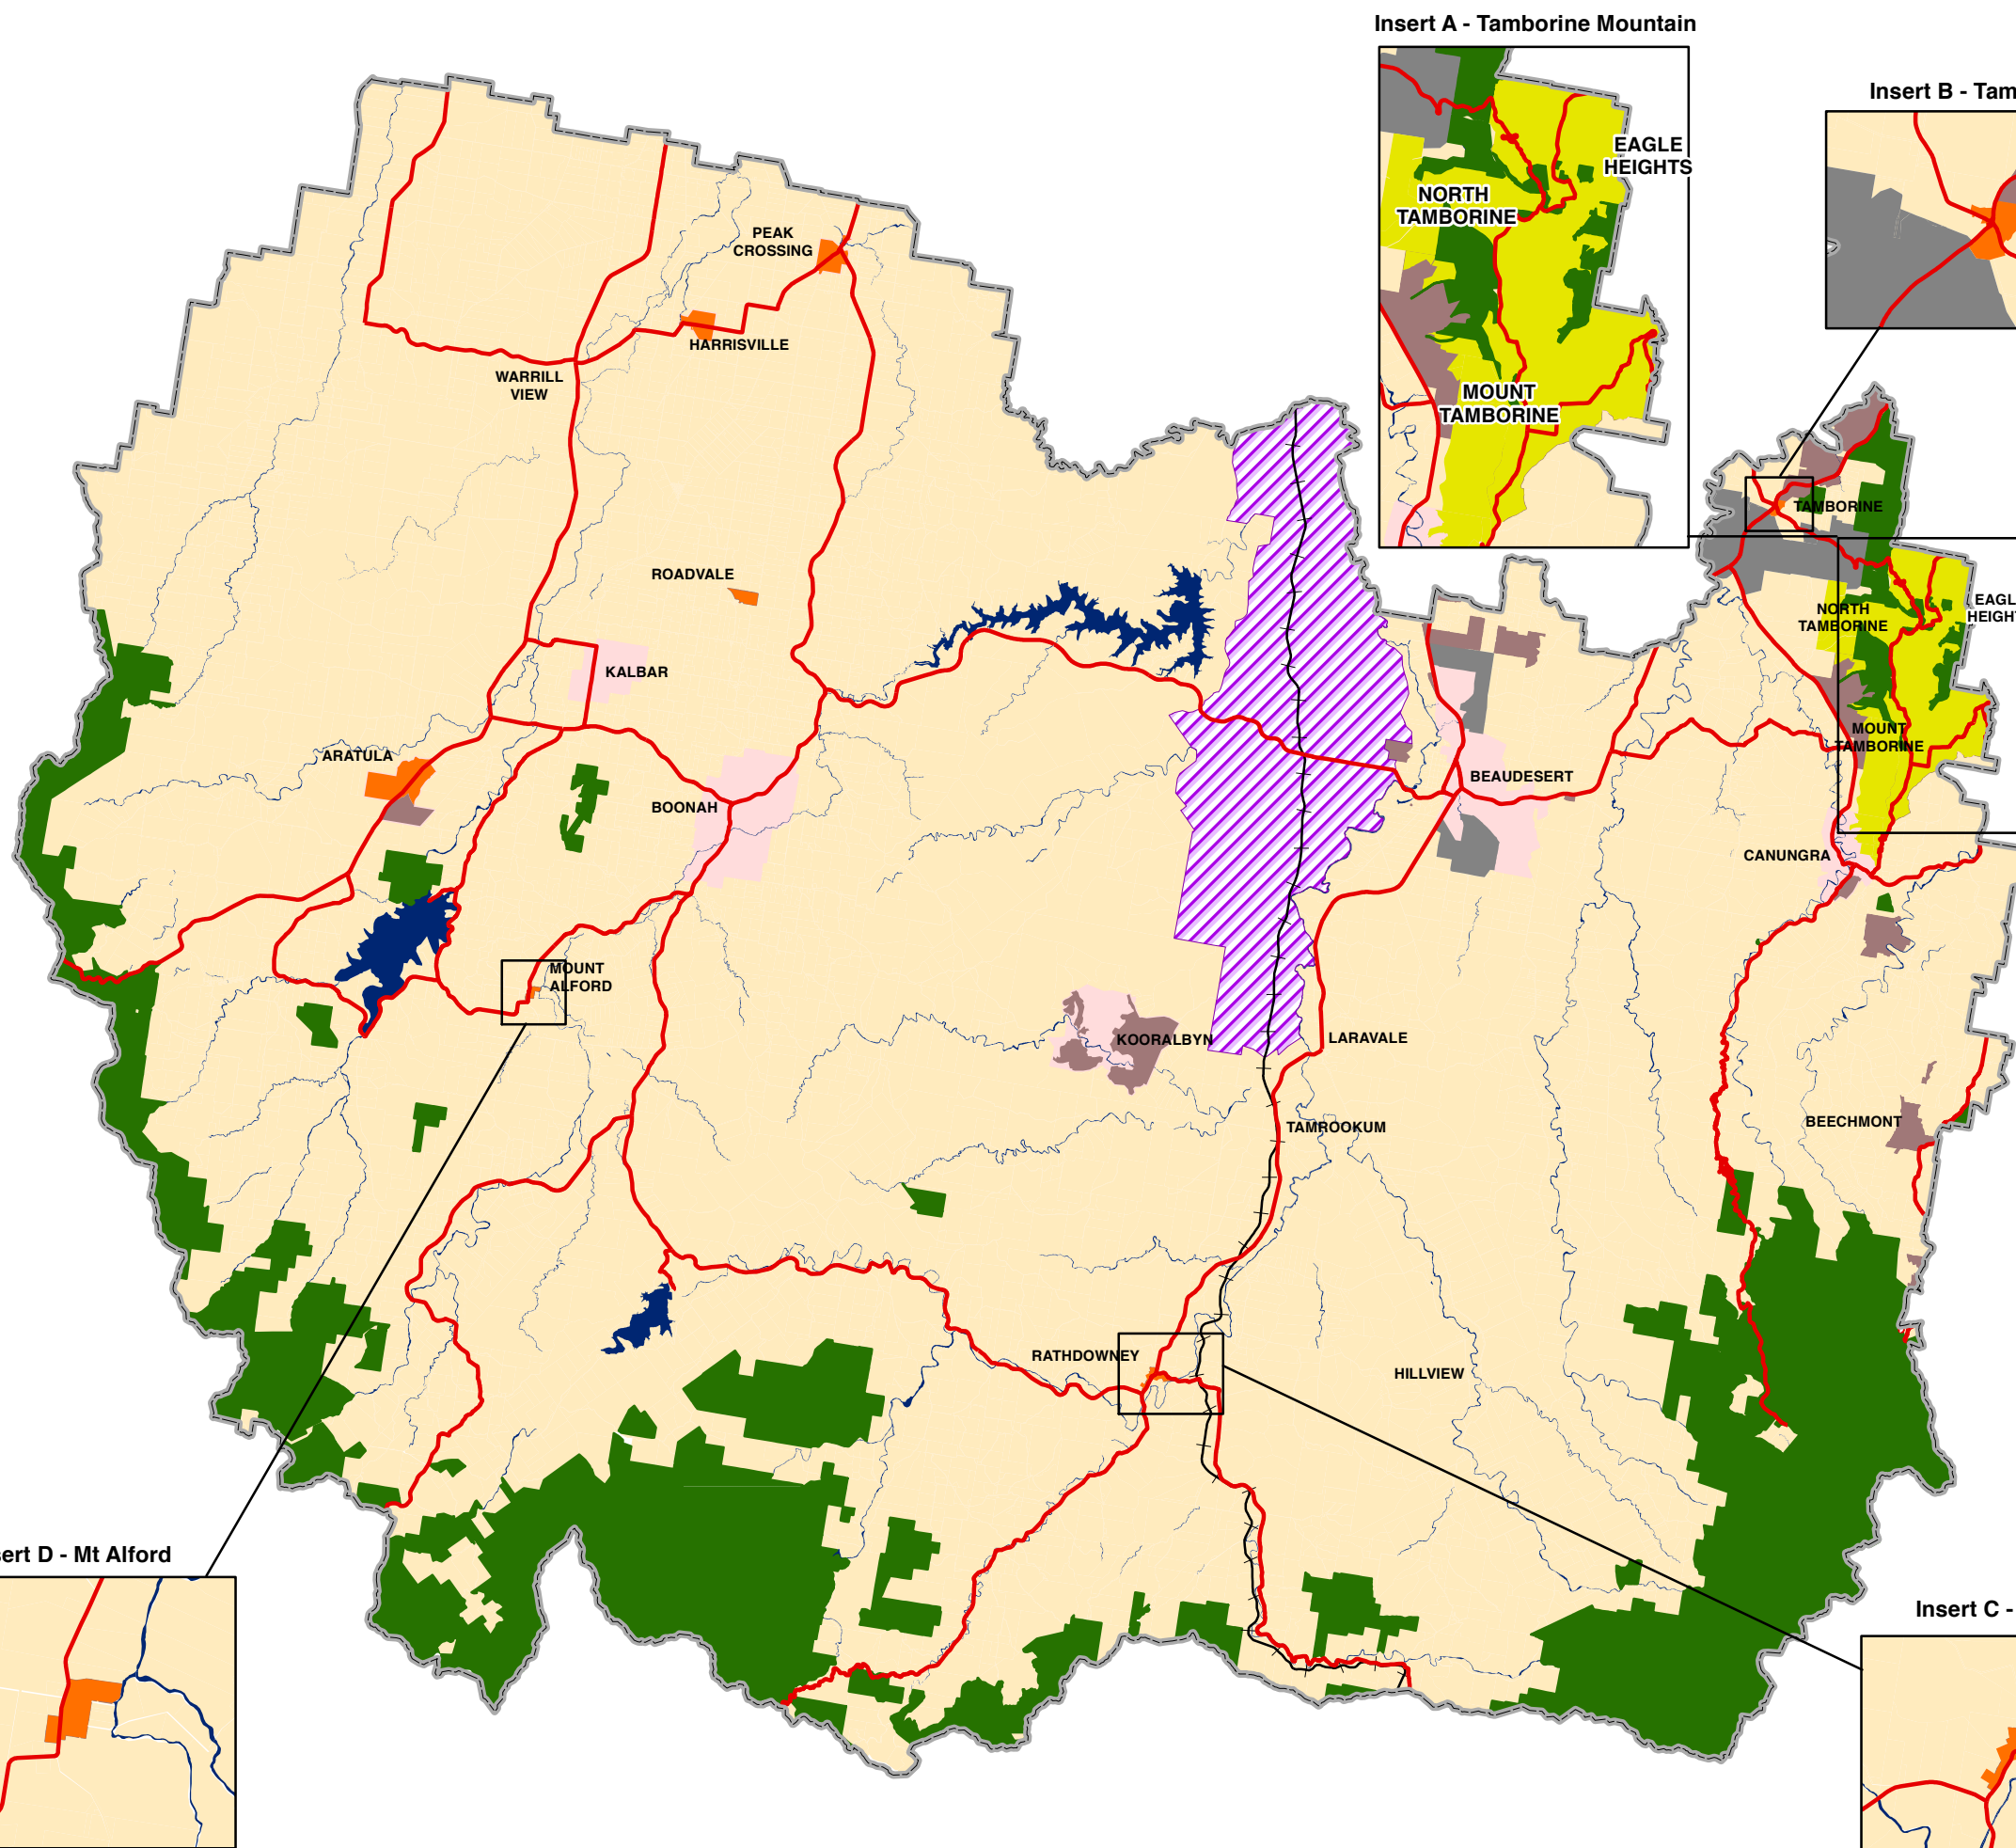 Insert A - Tamborine Mountain
EAGLE
HEIGHTS
NORTH
TAMBORINE
MOUNT
TAMBORINE
Insert B - Tam
PEAK
CROSSING
HARRISVILLE
WARRILL
VIEW
ROADVALE
KALBAR
ARATULA
BOONAH
MOUNT
ALFORD
TAMBORINE
NORTH
TAMBORINE
EAGL
HEIGHT
MOUNT
TAMBORINE
BEAUDESERT
CANUNGRA
KOORALBYN
LARAVALE
TAMROOKUM
BEECHMONT
RATHDOWNEY
HILLVIEW
ert D - Mt Alford
Insert C -